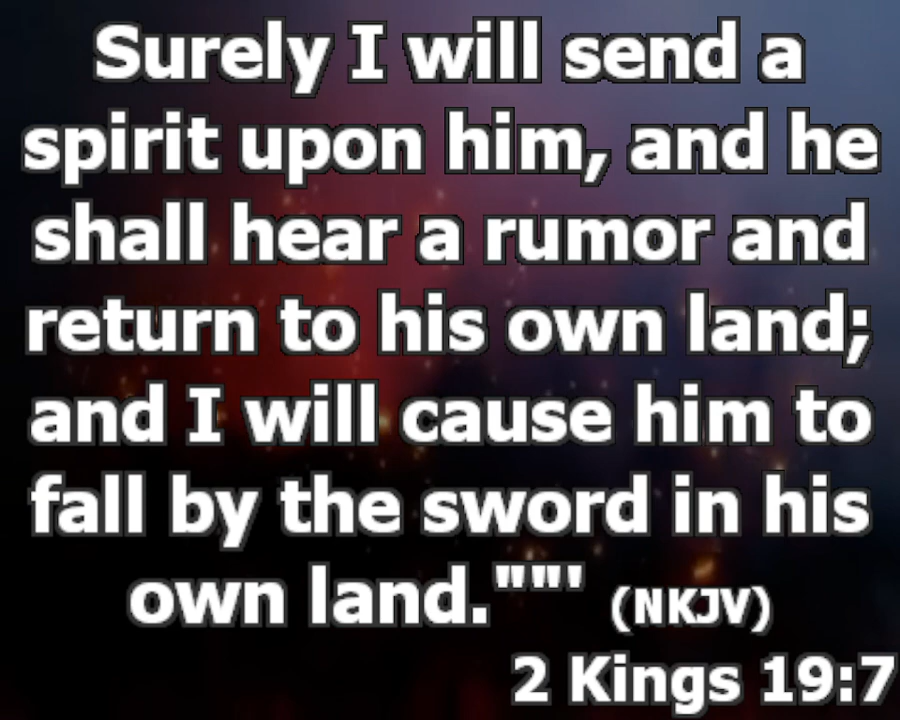 Surely I will send a
spirit upon him, and he
shall hear a rumor and
return to his own land;
and I will cause him to
fall by the sword in his
own land.""' (NKJV)
2 Kings 19:7